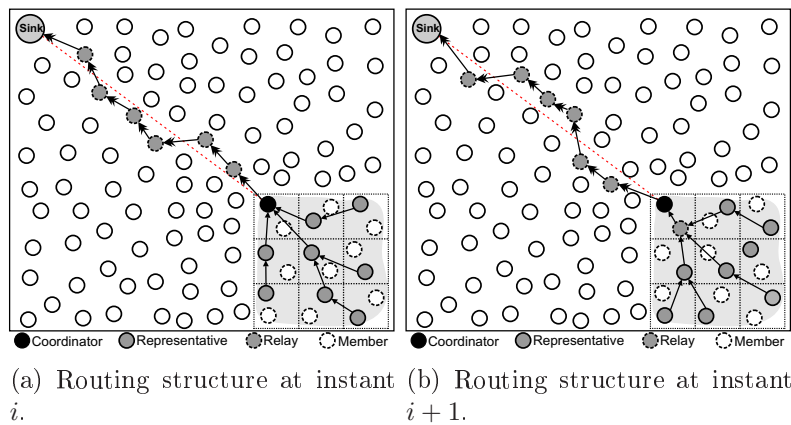 Sink
Sink
Coordinator Representative Relay Member
Coordinator Representative Relay Member
(a) Routing structure at instant
i.
(b) Routing structure at instant
i + 1.